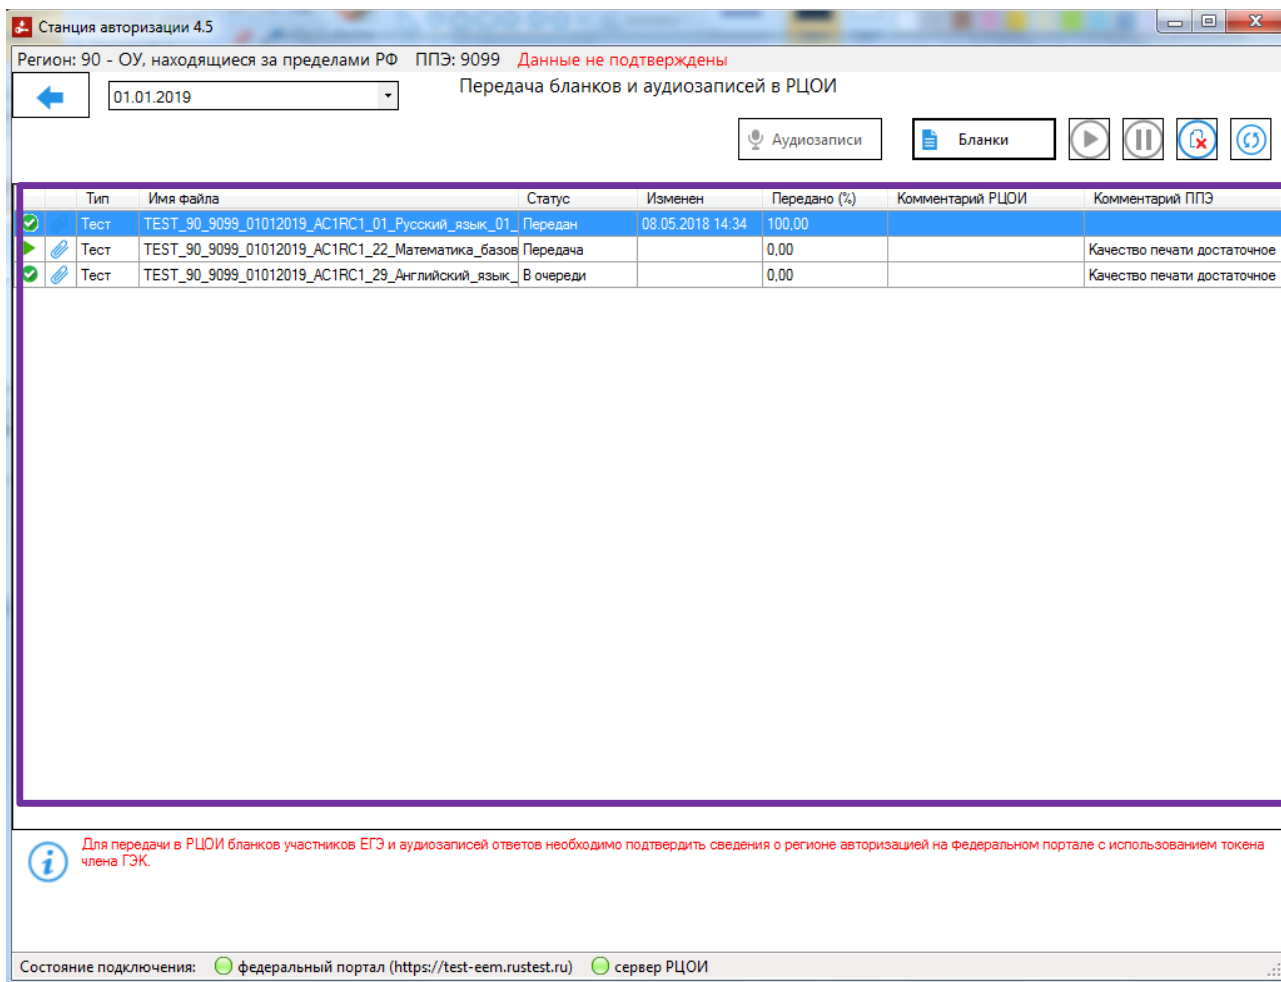 Станция авторизации 4.5
Регион: 90 - ОУ, находящиеся за пределами РФ ППЭ: 9099 Данные не подтверждены
01.01.2019
Передача бланков и аудиозаписей в РЦОИ
Аудиозаписи Бланки
Тип Имя файла Статус Изменен Передано (%) Комментарий РЦОИ Комментарий ППЭ
Тест TEST_90_9099_01012019_AC1RC1_01_Русский_язык_01_ Передан 08.05.2018 14:34 100,00
Тест TEST_90_9099_01012019_AC1RC1_22_Математика_базов Передача 0,00 Качество печати достаточное
Тест TEST_90_9099_01012019_AC1RC1_29_Английский_язык_ В очереди 0,00 Качество печати достаточное
Для передачи в РЦОИ бланков участников ЕГЭ и аудиозаписей ответов необходимо подтвердить сведения о регионе авторизацией на федеральном портале с использованием токена
члена ГЭК.
Состояние подключения: федеральный портал (https://test-eem.rustest.ru) сервер РЦОИ